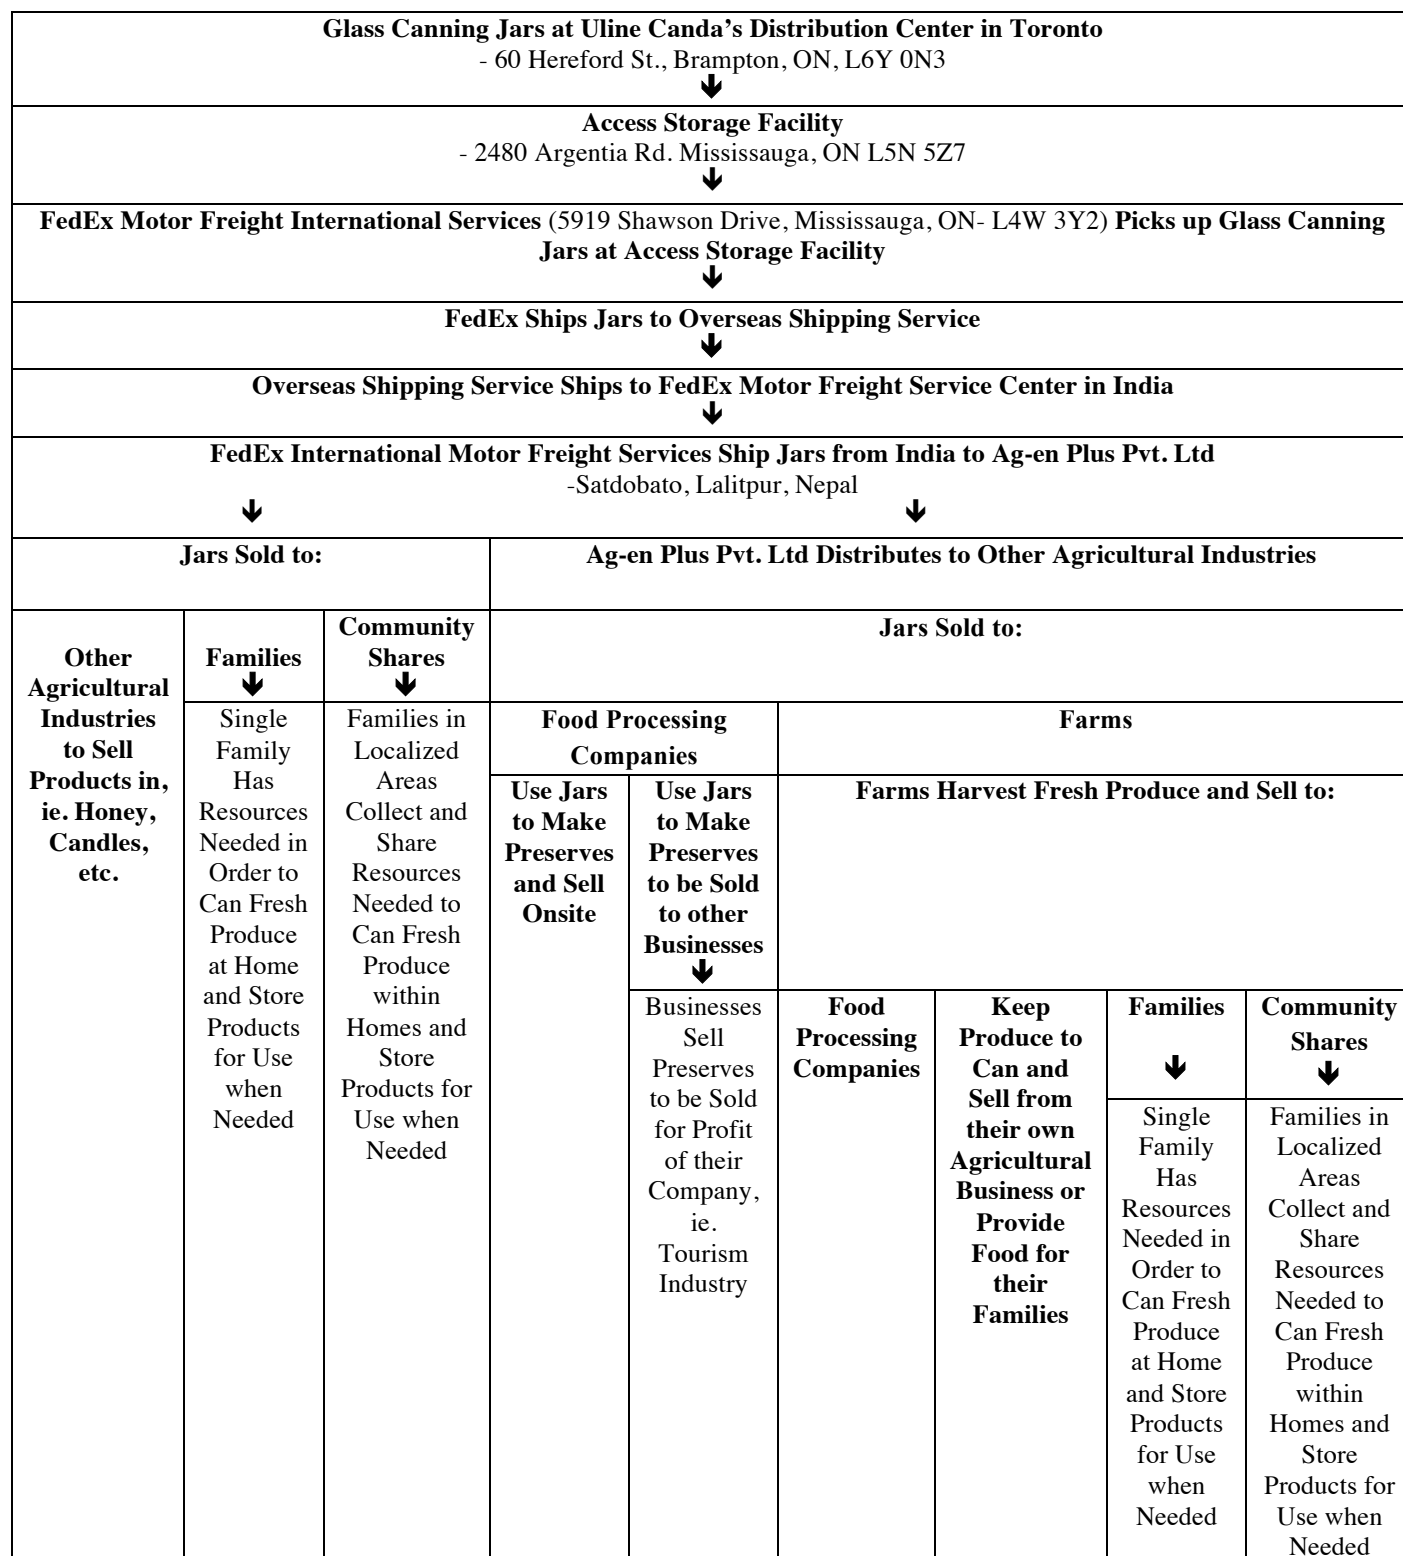 Glass Canning Jars at Uline Canda’s Distribution Center in Toronto
- 60 Hereford St., Brampton, ON, L6Y 0N3
Access Storage Facility
- 2480 Argentia Rd. Mississauga, ON L5N 5Z7
FedEx Motor Freight International Services (5919 Shawson Drive, Mississauga, ON- L4W 3Y2) Picks up Glass Canning
Jars at Access Storage Facility
FedEx Ships Jars to Overseas Shipping Service
Overseas Shipping Service Ships to FedEx Motor Freight Service Center in India
FedEx International Motor Freight Services Ship Jars from India to Ag-en Plus Pvt. Ltd
-Satdobato, Lalitpur, Nepal
Jars Sold to:
Ag-en Plus Pvt. Ltd Distributes to Other Agricultural Industries
Other
Agricultural
Industries
to Sell
Products in,
ie. Honey,
Candles,
etc.
Families
Single
Family
Has
Resources
Needed in
Order to
Can Fresh
Produce
at Home
and Store
Products
for Use
when
Needed
Community
Shares
Families in
Localized
Areas
Collect and
Share
Resources
Needed to
Can Fresh
Produce
within
Homes and
Store
Products for
Use when
Needed
Jars Sold to:
Food Processing
Companies
Use Jars
to Make
Preserves
and Sell
Onsite
Use Jars
to Make
Preserves
to be Sold
to other
Businesses
Businesses
Sell
Preserves
to be Sold
for Profit
of their
Company,
ie.
Tourism
Industry
Farms
Farms Harvest Fresh Produce and Sell to:
Food
Processing
Companies
Keep
Produce to
Can and
Sell from
their own
Agricultural
Business or
Provide
Food for
their
Families
Families
Single
Family
Has
Resources
Needed in
Order to
Can Fresh
Produce
at Home
and Store
Products
for Use
when
Needed
Community
Shares
Families in
Localized
Areas
Collect and
Share
Resources
Needed to
Can Fresh
Produce
within
Homes and
Store
Products for
Use when
Needed